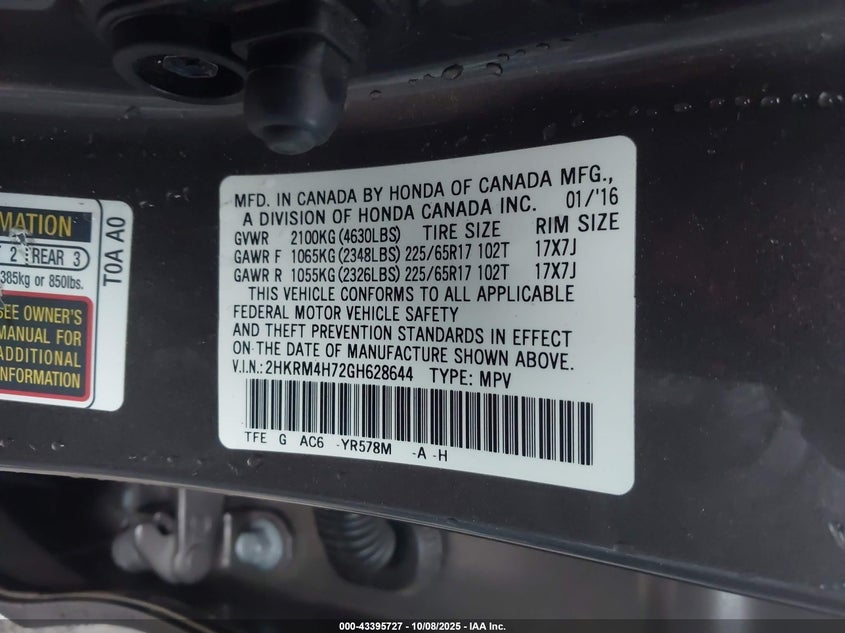 MATION
2 REAR 3
385kg or 850lbs.
SEE OWNER'S
MANUAL FOR
ADDITIONAL
INFORMATION
T0A A0
MFD. IN CANADA BY HONDA OF CANADA MFG.,
A DIVISION OF HONDA CANADA INC. 01/'16
GVWR 2100KG (4630LBS) TIRE SIZE RIM SIZE
GAWR F 1065KG (2348LBS) 225/65R17 102T 17X7J
GAWR R 1055KG (2326LBS) 225/65R17 102T 17X7J
THIS VEHICLE CONFORMS TO ALL APPLICABLE
FEDERAL MOTOR VEHICLE SAFETY
AND THEFT PREVENTION STANDARDS IN EFFECT
ON THE DATE OF MANUFACTURE SHOWN ABOVE.
V.I.N.: 2HKRM4H72GH628644 TYPE: MPV
TFE G AC6 -YR578M -A -H
000-43395727 - 10/08/2025 - IAA Inc.